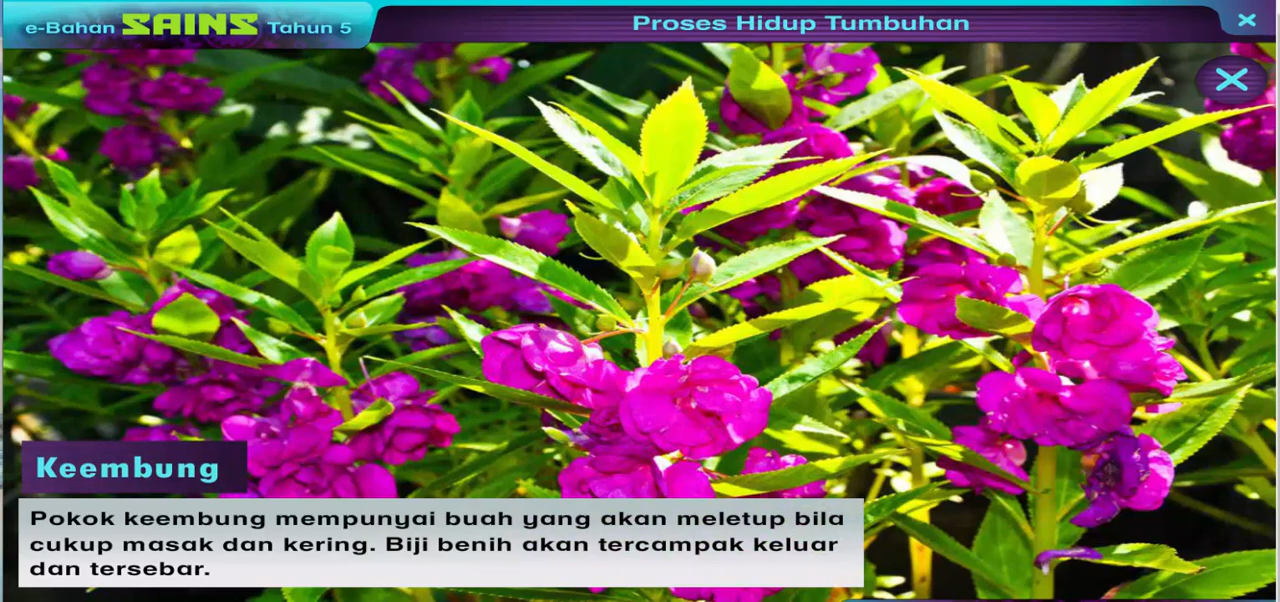 e-Bahan SAINS Tahun 5
Proses Hidup Tumbuhan
Keembung
Pokok keembung mempunyai buah yang akan meletup bila
cukup masak dan kering. Biji benih akan tercampak keluar
dan tersebar.